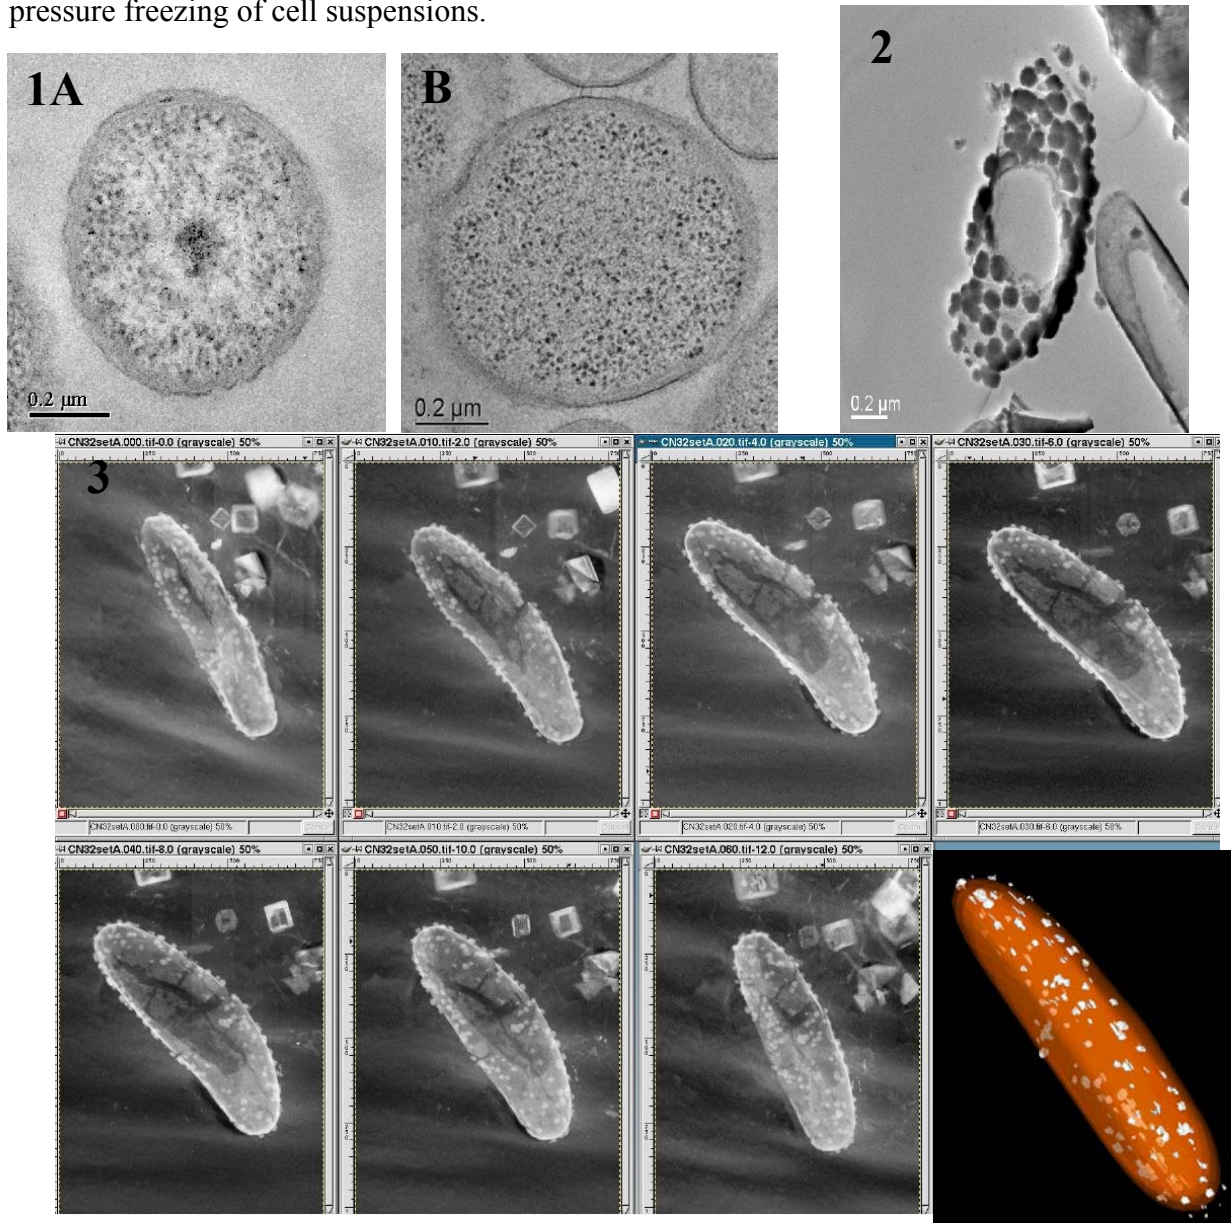 pressure freezing of cell suspensions.
1A
B
2
0.2 µm
0.2 µm
0.2 µm
CN32setA.000.tif-0.0 (grayscale) 50%
CN32setA.010.tif-2.0 (grayscale) 50%
CN32setA.020.tif-4.0 (grayscale) 50%
CN32setA.030.tif-6.0 (grayscale) 50%
3
CN32setA.000.tif-0.0 (grayscale) 50%
CN32setA.010.tif-2.0 (grayscale) 50%
CN32setA.020.tif-4.0 (grayscale) 50%
CN32setA.030.tif-6.0 (grayscale) 50%
CN32setA.040.tif-8.0 (grayscale) 50%
CN32setA.050.tif-10.0 (grayscale) 50%
CN32setA.060.tif-12.0 (grayscale) 50%